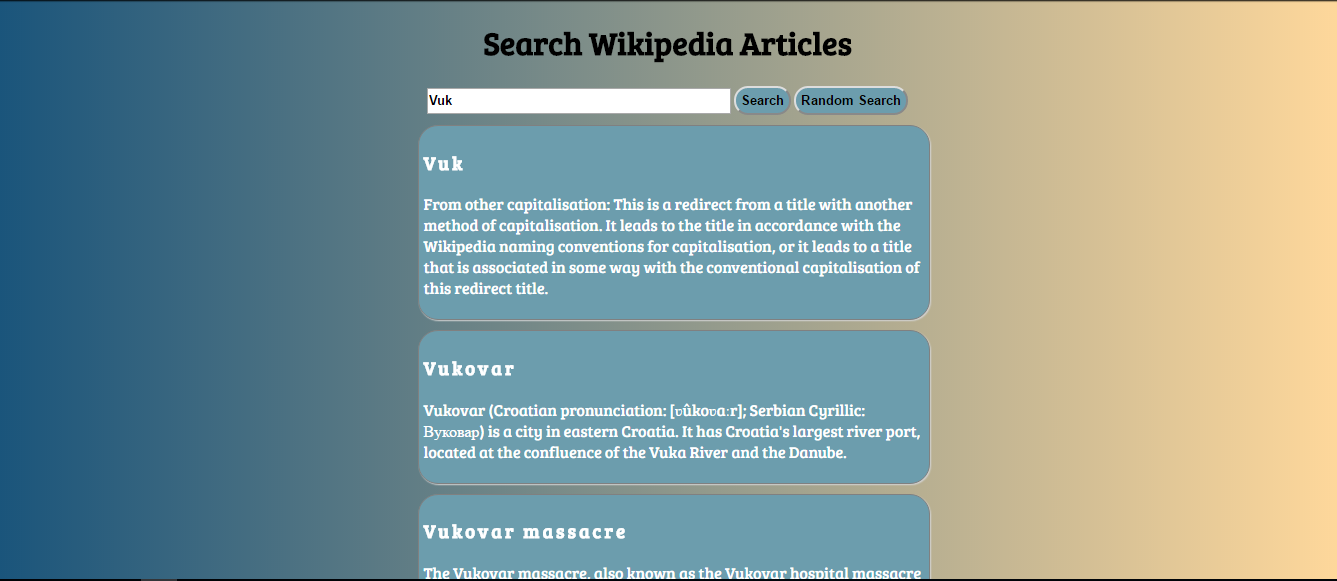 Search Wikipedia Articles
Vuk
Search
Random Search
Vuk
From other capitalisation: This is a redirect from a title with another
method of capitalisation. It leads to the title in accordance with the
Wikipedia naming conventions for capitalisation, or it leads to a title
that is associated in some way with the conventional capitalisation of
this redirect title.
Vukovar
Vukovar (Croatian pronunciation: [ʋûkoʋaːr]; Serbian Cyrillic:
Вуковар) is a city in eastern Croatia. It has Croatia's largest river port,
located at the confluence of the Vuka River and the Danube.
Vukovar massacre
The Vukovar massacre, also known as the Vukovar hospital massacre